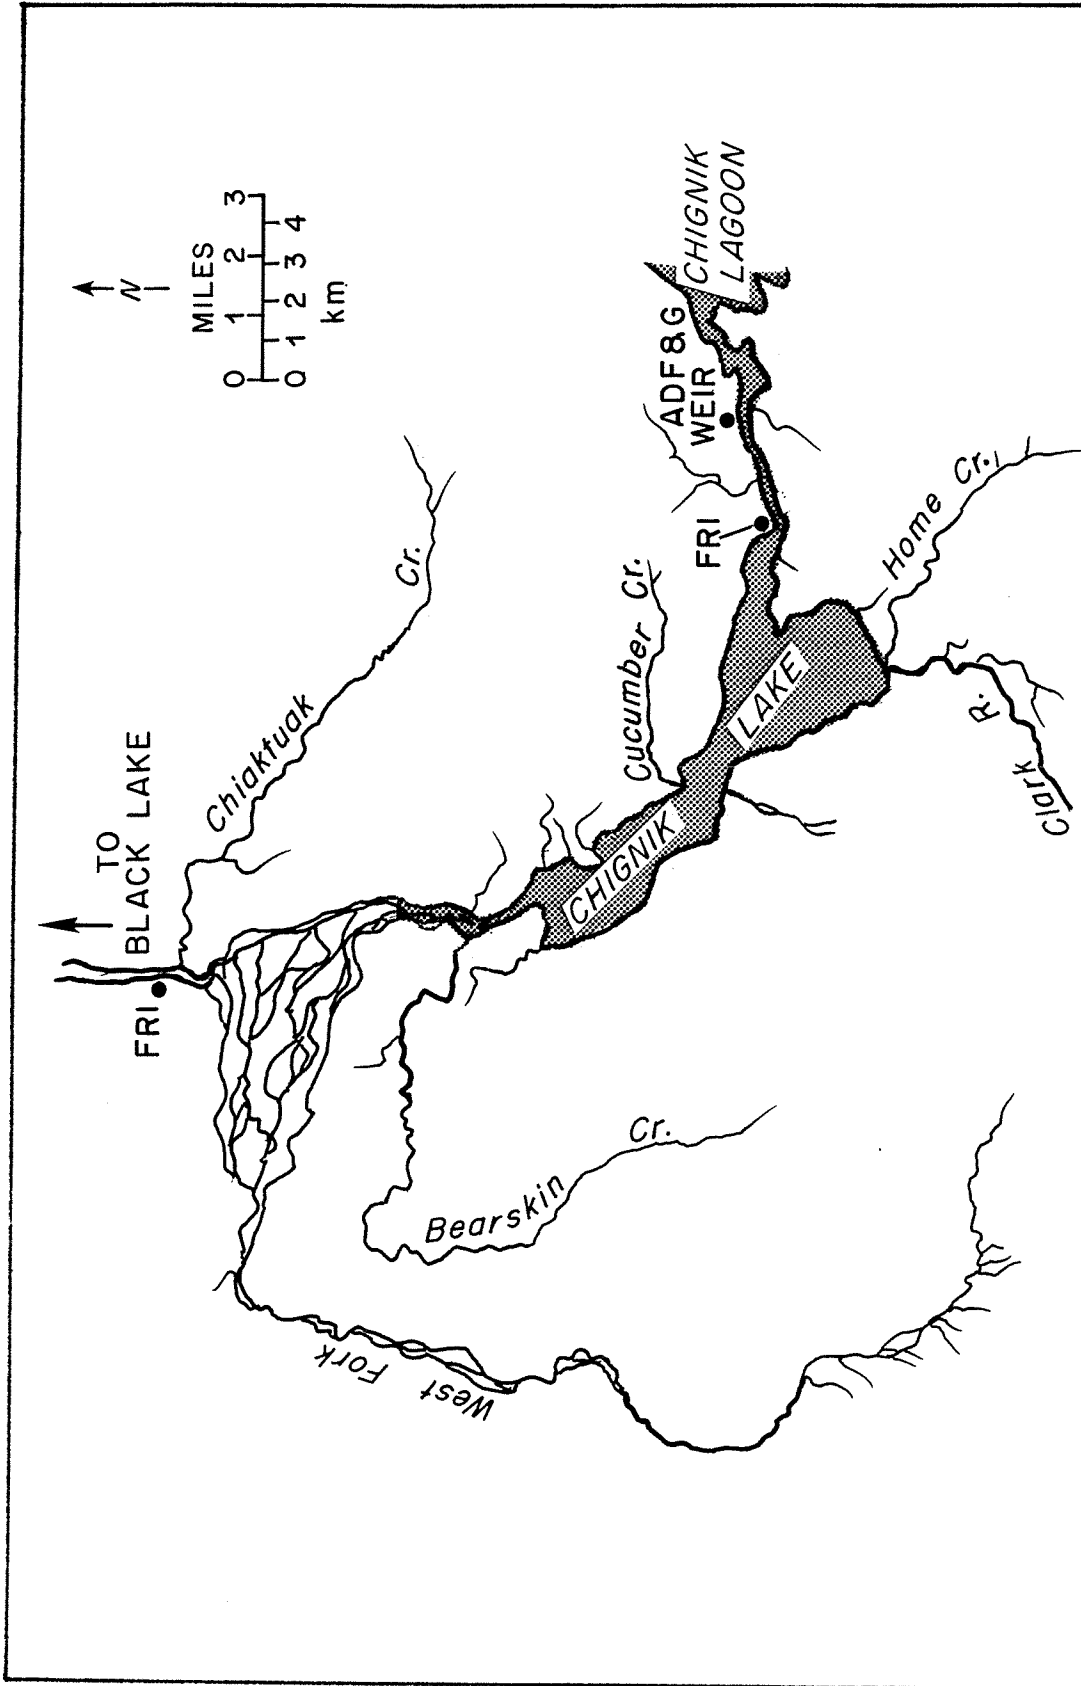 TO
BLACK LAKE
FRI
N
MILES
0 1 2 3
0 1 2 3 4
km
Chiaktuak Cr.
West Fork
Bearskin Cr.
Cucumber Cr.
CHIGNIK LAKE
FRI
ADF&G
WEIR
CHIGNIK
LAGOON
Home Cr.
Clark R.